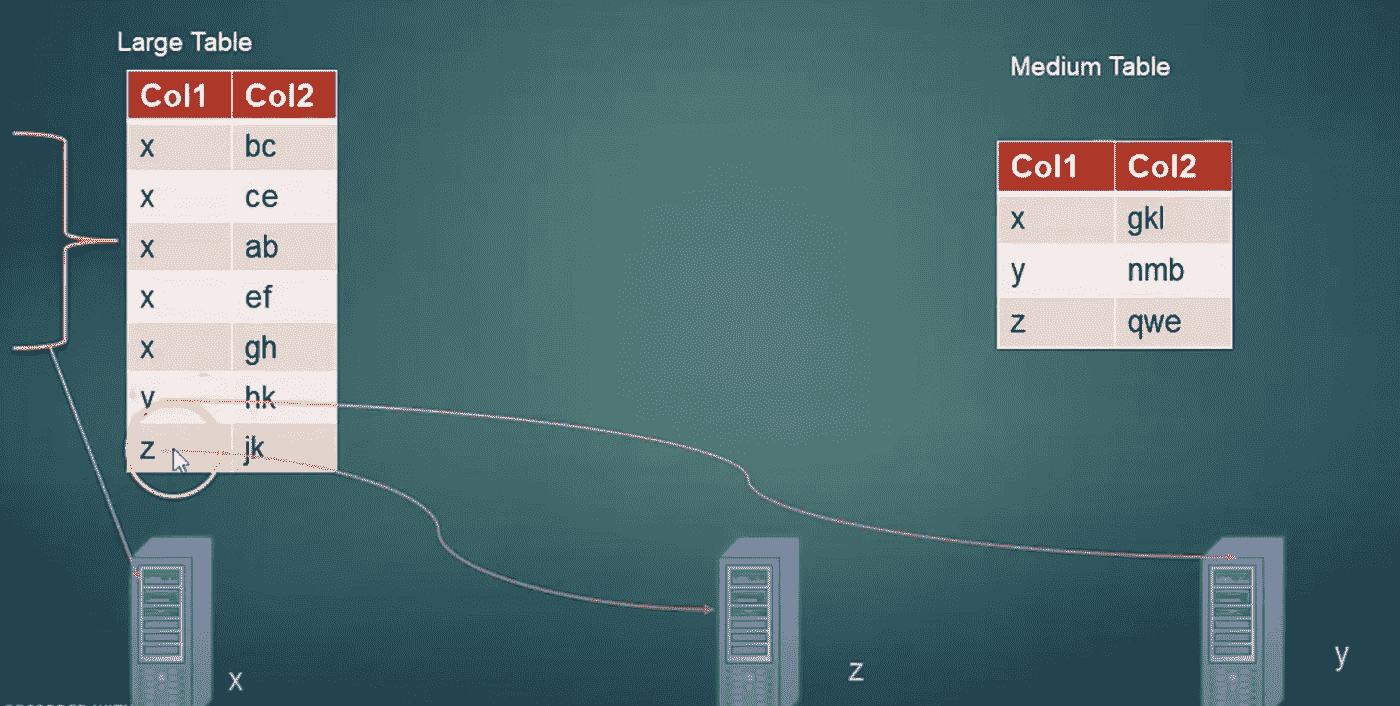 Large Table
Col1 Col2
x bc
x ce
x ab
x ef
x gh
y hk
z jk
Medium Table
Col1 Col2
x gkl
y nmb
z qwe
x
z
y